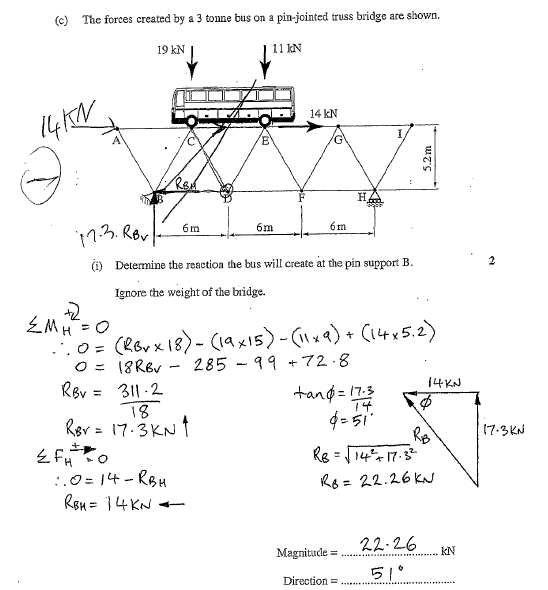 (c) The forces created by a 3 tonne bus on a pin-jointed truss bridge are shown.
19 kN
11 kN
14KN
14 kN
A
C
E
G
I
5.2 m
RBH
B
D
F
H
17.3. RBV
6m
6m
6m
(i) Determine the reaction the bus will create at the pin support B.
2
Ignore the weight of the bridge.
ΣMH = 0
∴ 0 = (RBV x 18) - (19 x 15) - (11 x 9) + (14 x 5.2)
0 = 18RBV - 285 - 99 + 72.8
RBV = 311.2
18
RBV = 17.3KN ↑
ΣFH = 0
∴ 0 = 14 - RBH
RBH = 14KN ←
tanφ = 17.3
14
φ = 51°
RB = √14² + 17.3²
RB = 22.26 KN
14KN
φ
RB
17.3KN
Magnitude = 22.26 kN
Direction = 51°